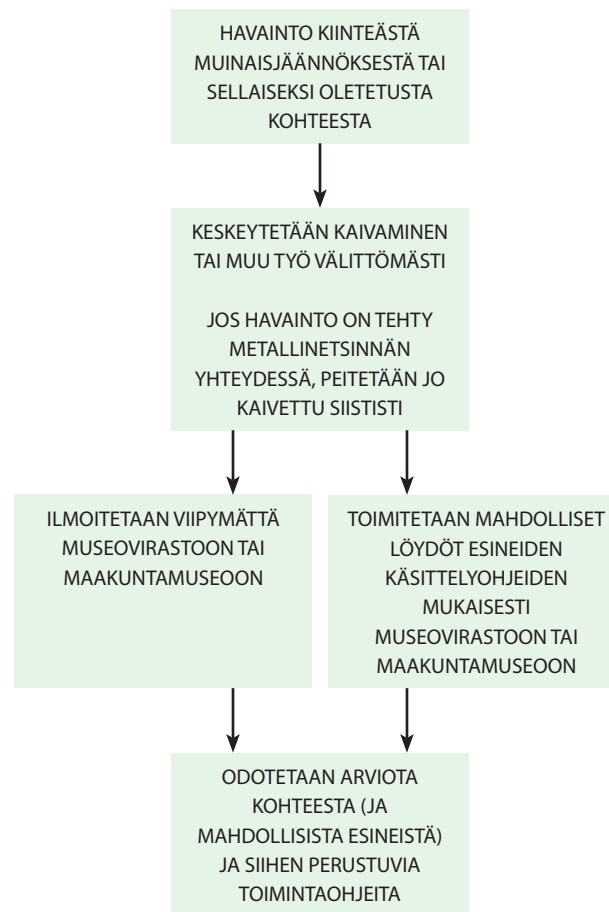 HAVAINTO KIINTEÄSTÄ
MUINAISJÄÄNNÖKSESTÄ TAI
SELLAISEKSI OLETETUSTA
KOHTEESTA
KESKEYTETÄÄN KAIVAMINEN
TAI MUU TYÖ VÄLITTÖMÄSTI
JOS HAVAINTO ON TEHTY
METALLINETSINNÄN
YHTEYDESSÄ, PEITETÄÄN JO
KAIVETTU SIISTISTI
ILMOITETAAN VIIPYMÄTTÄ
MUSEOVIRASTOON TAI
MAAKUNTAMUSEOON
TOIMITETAAN MAHDOLLISET
LÖYDÖT ESINEIDEN
KÄSITTELYOHJEIDEN
MUKAISESTI
MUSEOVIRASTOON TAI
MAAKUNTAMUSEOON
ODOTETAAN ARVIOTA
KOHTEESTA (JA
MAHDOLLISISTA ESINEISTÄ)
JA SIIHEN PERUSTUVIA
TOIMINTAOHJEITA